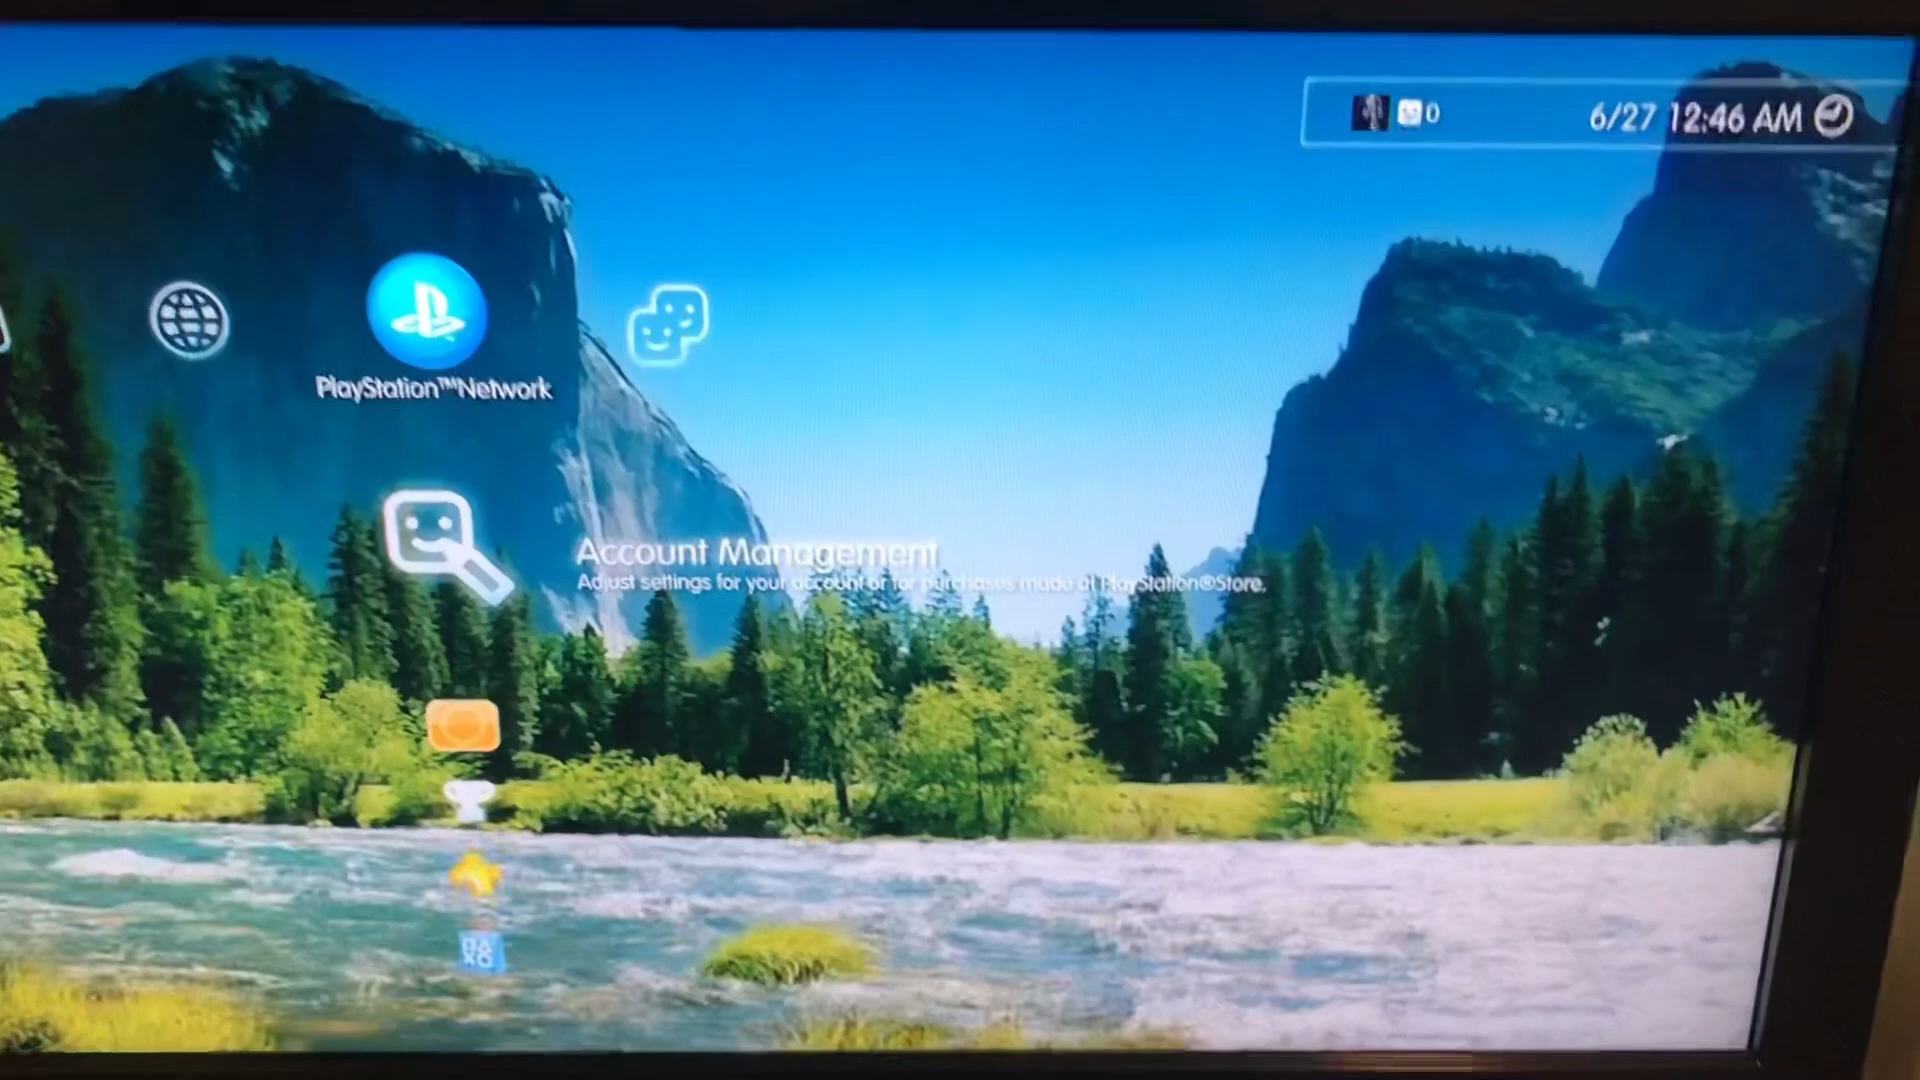 0 6/27 12:46 AM
PlayStation™Network
Account Management
Adjust settings for your account or for purchases made at PlayStation®Store.